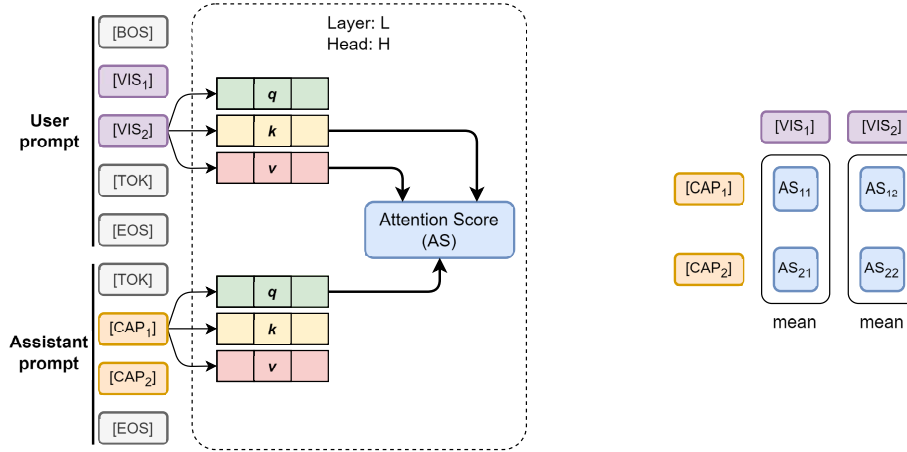 Layer: L
Head: H
User
prompt
[BOS]
[VIS₁]
[VIS₂]
[TOK]
[EOS]
q
k
v
Attention Score
(AS)
Assistant
prompt
[TOK]
[CAP₁]
[CAP₂]
[EOS]
q
k
v
[VIS₁] [VIS₂]
[CAP₁] AS₁₁ AS₁₂
[CAP₂] AS₂₁ AS₂₂
mean mean